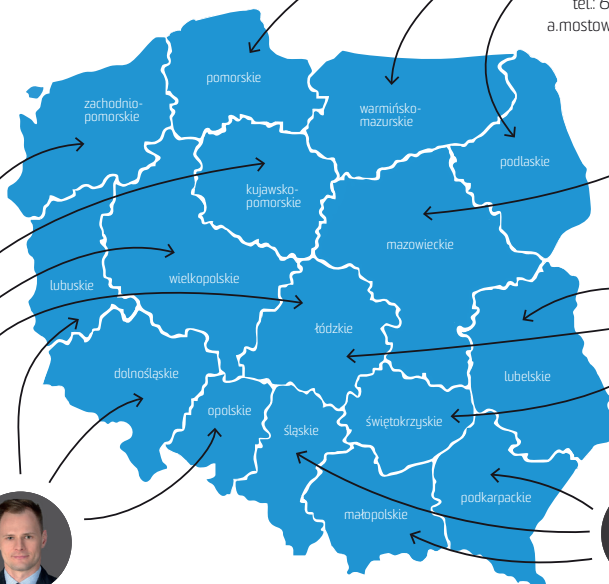 tel.: 6
a.mostow
pomorskie
zachodnio-
pomorskie
warmińsko-
mazurskie
podlaskie
kujawsko-
pomorskie
mazowieckie
lubuskie
wielkopolskie
łódzkie
dolnośląskie
lubelskie
opolskie
śląskie
świętokrzyskie
podkarpackie
małopolskie